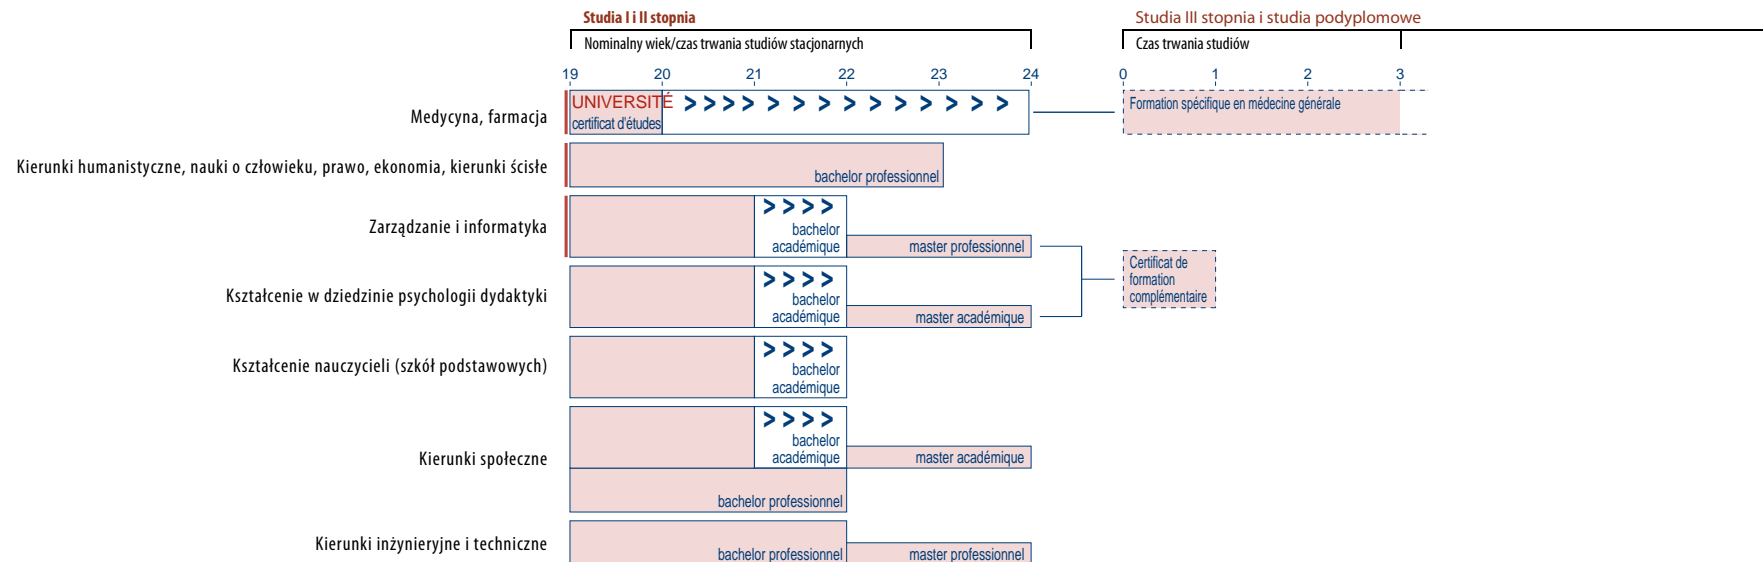 Studia I i II stopnia
Studia III stopnia i studia podyplomowe
Nominalny wiek/czas trwania studiów stacjonarnych
Czas trwania studiów
19 20 21 22 23 24 0 1 2 3
Medycyna, farmacja
UNIVERSITÉ > > > > > > > > > > > > > >
certificat d'études
Formation spécifique en médecine générale
Kierunki humanistyczne, nauki o człowieku, prawo, ekonomia, kierunki ścisłe
bachelor professionnel
Zarządzanie i informatyka
> > > >
bachelor
académique
master professionnel
Certificat de
formation
complémentaire
Kształcenie w dziedzinie psychologii dydaktyki
> > > >
bachelor
académique
master académique
Kształcenie nauczycieli (szkół podstawowych)
> > > >
bachelor
académique
Kierunki społeczne
> > > >
bachelor
académique
master académique
bachelor professionnel
Kierunki inżynieryjne i techniczne
bachelor professionnel
master professionnel